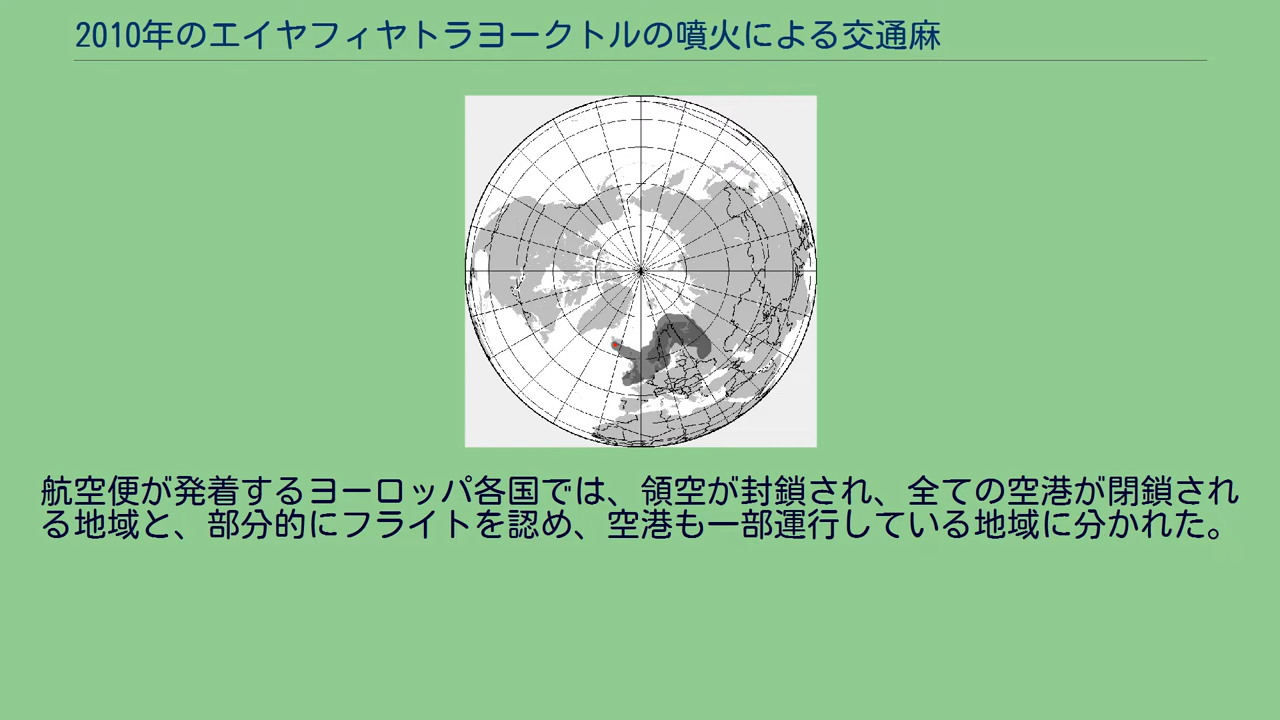 2010年のエイヤフィヤトラヨークトルの噴火による交通麻
航空便が発着するヨーロッパ各国では、領空が封鎖され、全ての空港が閉鎖され
る地域と、部分的にフライトを認め、空港も一部運行している地域に分かれた。